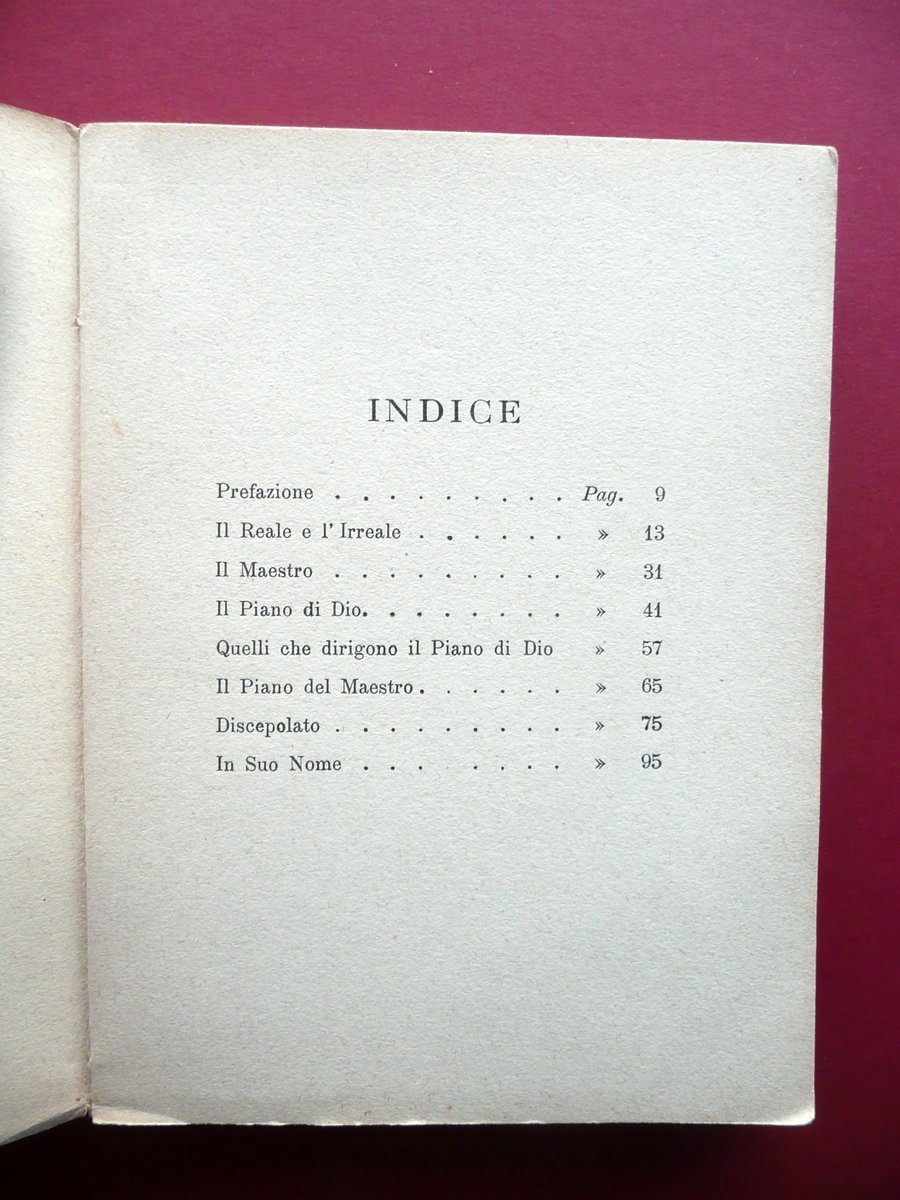 INDICE
Prefazione . . . . . . . . . Pag. 9
Il Reale e l' Irreale . . . . . . » 13
Il Maestro . . . . . . . . . » 31
Il Piano di Dio. . . . . . . . » 41
Quelli che dirigono il Piano di Dio » 57
Il Piano del Maestro . . . . . . » 65
Discepolato . . . . . . . . . » 75
In Suo Nome . . . . . . . » 95